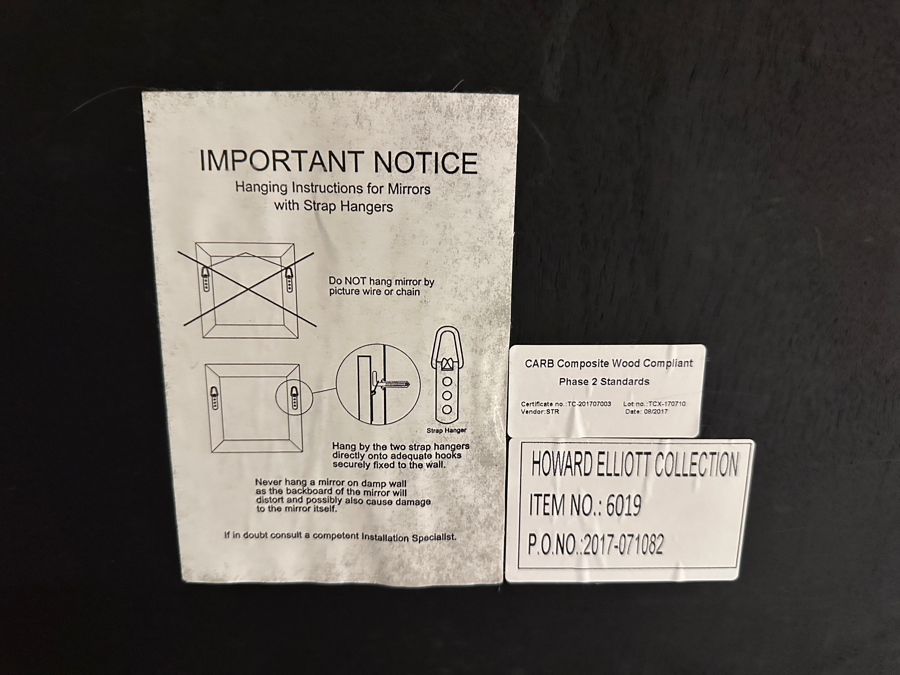 IMPORTANT NOTICE
Hanging Instructions for Mirrors
with Strap Hangers
Do NOT hang mirror by
picture wire or chain
Strap Hanger
Hang by the two strap hangers
directly onto adequate hooks
securely fixed to the wall.
Never hang a mirror on damp wall
as the backboard of the mirror will
distort and possibly also cause damage
to the mirror itself.
If in doubt consult a competent Installation Specialist.
CARB Composite Wood Compliant
Phase 2 Standards
Certificate no.:TC-201707003 Lot no.:TCX-170710
Vendor:STR Date: 08/2017
HOWARD ELLIOTT COLLECTION
ITEM NO.: 6019
P.O.NO.:2017-071082